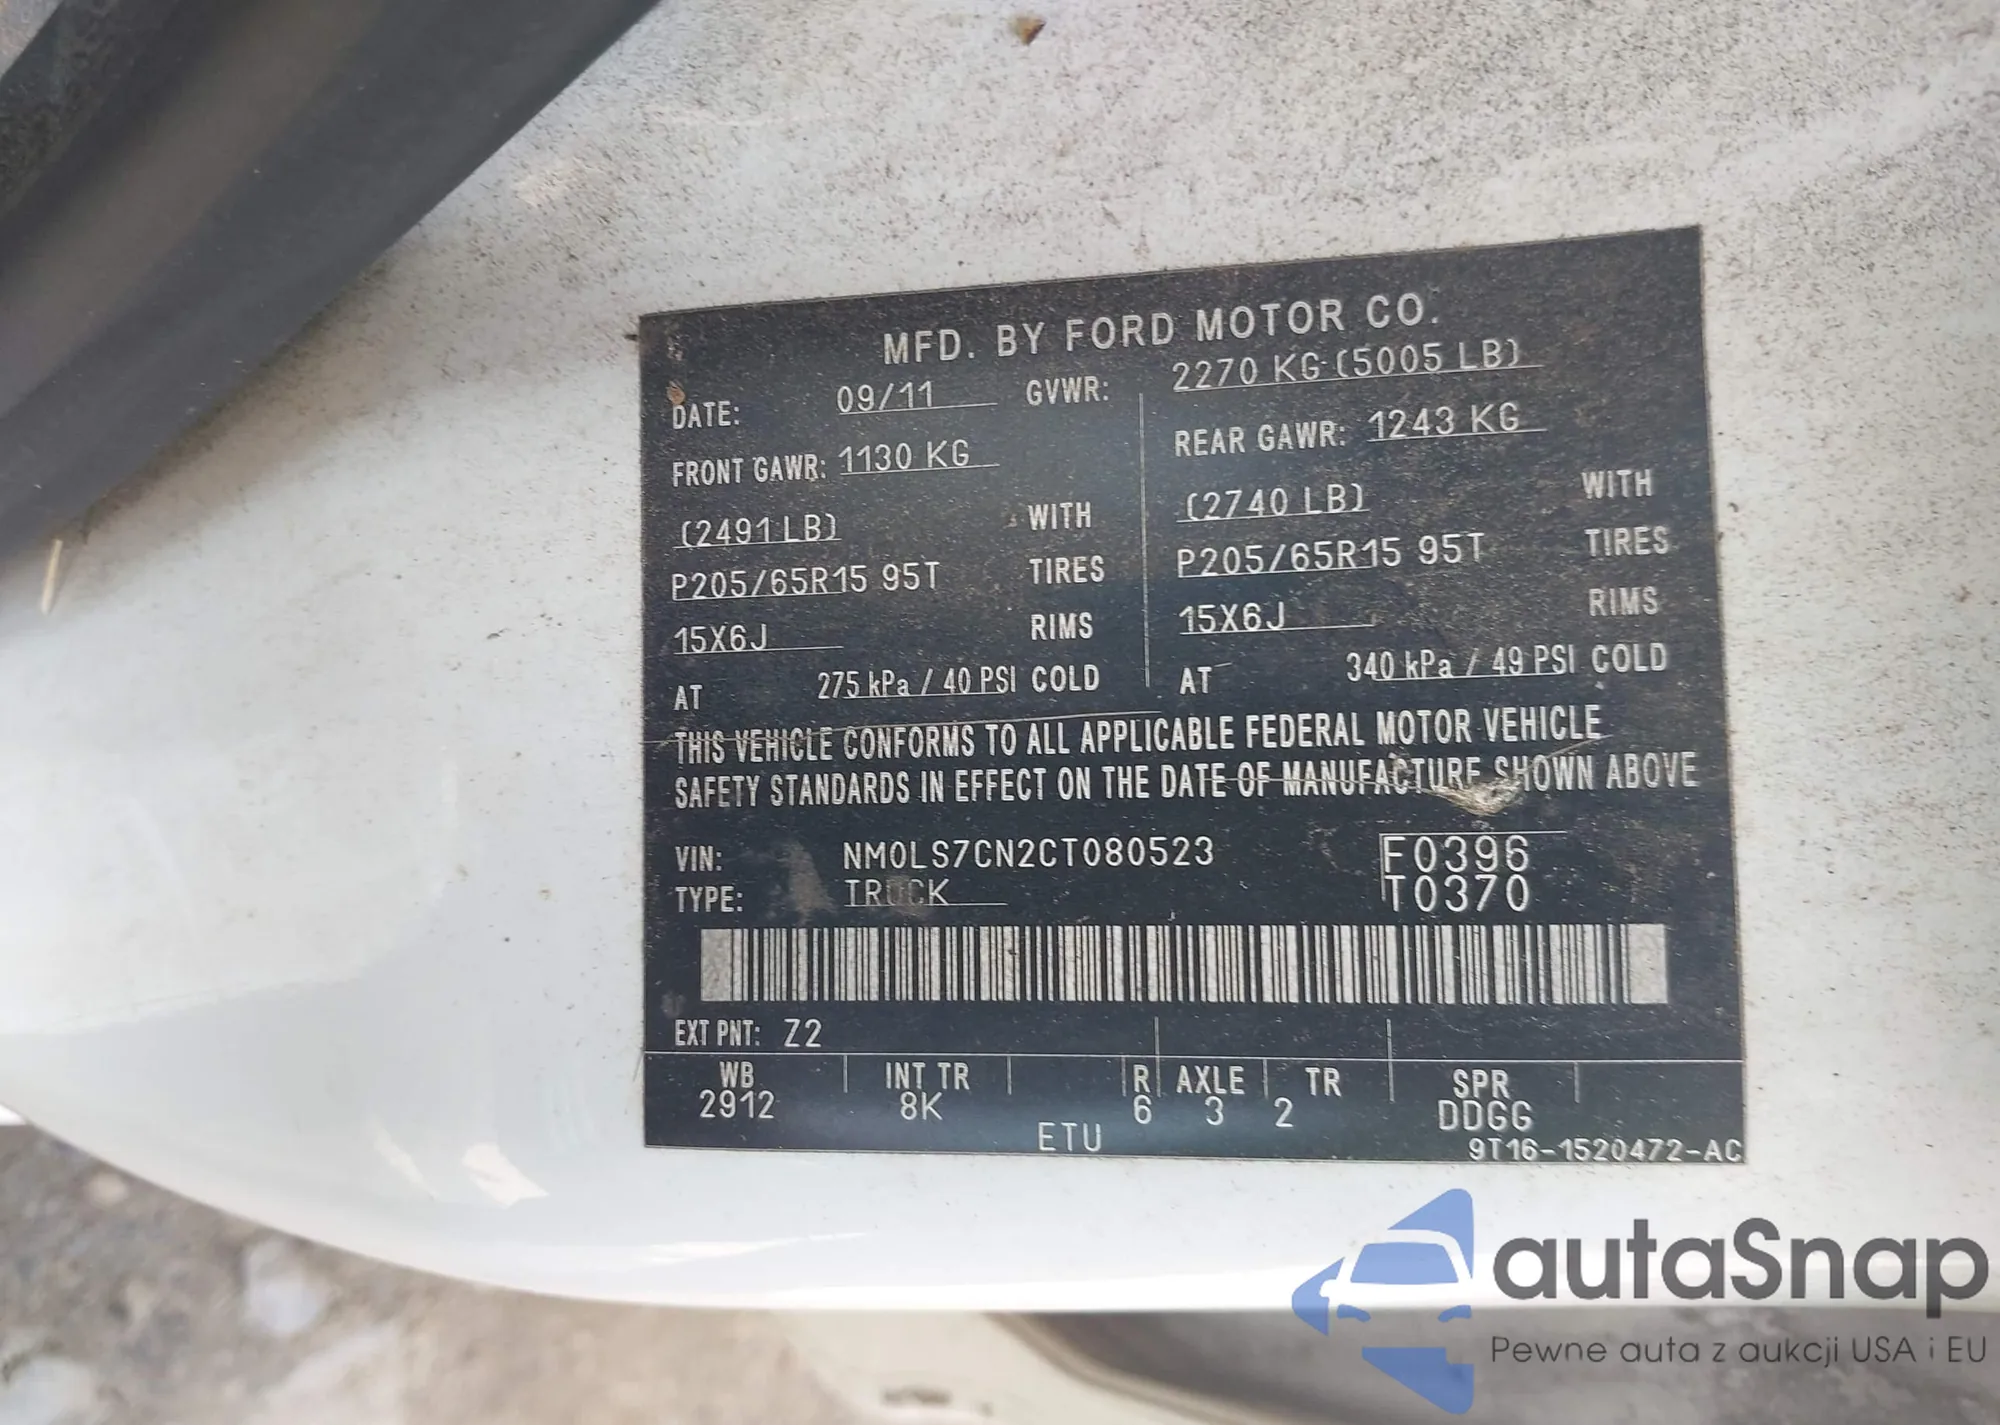 MFD. BY FORD MOTOR CO.
DATE: 09/11 GVWR: 2270 KG (5005 LB)
FRONT GAWR: 1130 KG REAR GAWR: 1243 KG
(2491 LB) WITH (2740 LB) WITH
P205/65R15 95T TIRES P205/65R15 95T TIRES
15X6J RIMS 15X6J RIMS
AT 275 kPa / 40 PSI COLD AT 340 kPa / 49 PSI COLD
THIS VEHICLE CONFORMS TO ALL APPLICABLE FEDERAL MOTOR VEHICLE
SAFETY STANDARDS IN EFFECT ON THE DATE OF MANUFACTURE SHOWN ABOVE
VIN: NM0LS7CN2CT080523 F0396
TYPE: TRUCK T0370
EXT PNT: Z2
WB INT TR R AXLE TR SPR
2912 8K 6 3 2 DDGG
ETU
9T16-1520472-AC
autaSnap
Pewne auta z aukcji USA i EU